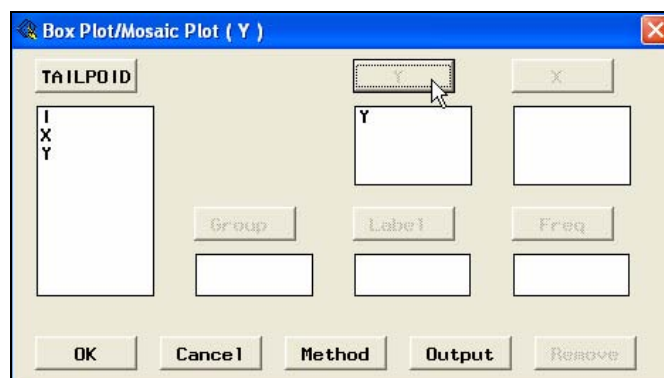 Box Plot/Mosaic Plot ( Y )
TAILPOID
Y
X
I
X
Y
Y
Group
Label
Freq
OK
Cancel
Method
Output
Remove